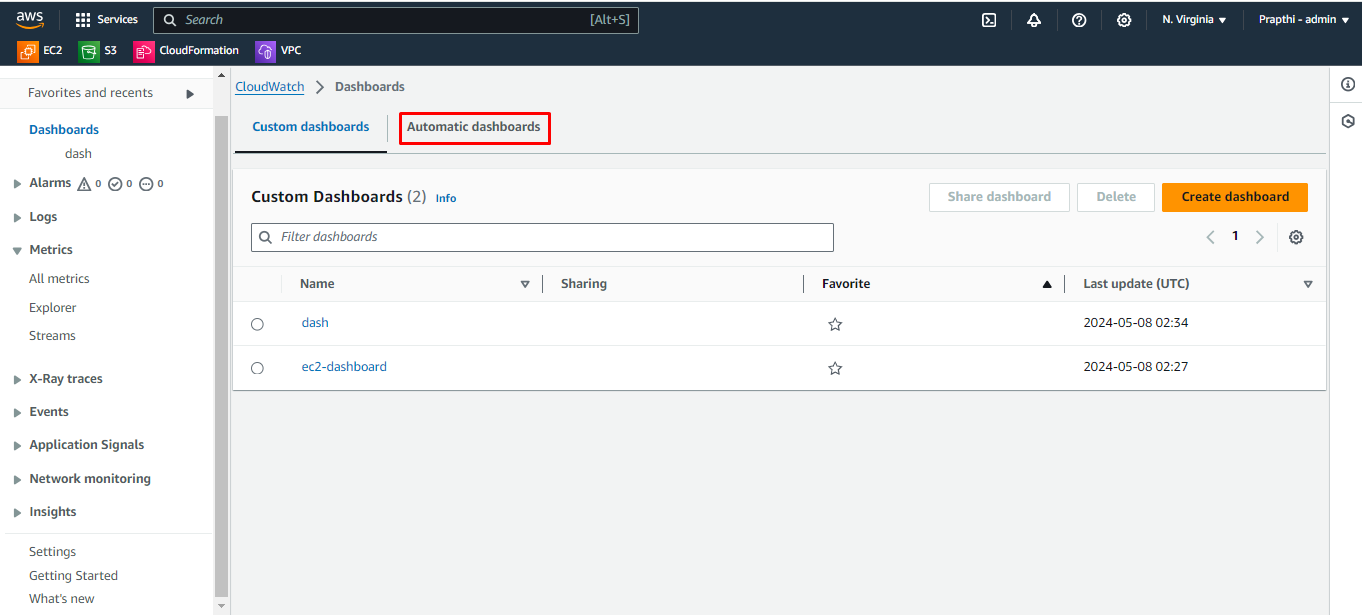 aws
Services
Search
[Alt+S]
N. Virginia
Prapthi - admin
EC2
S3
CloudFormation
VPC
Favorites and recents
Dashboards
dash
Alarms 0 0 0
Logs
Metrics
All metrics
Explorer
Streams
X-Ray traces
Events
Application Signals
Network monitoring
Insights
Settings
Getting Started
What's new
CloudWatch
Dashboards
Custom dashboards
Automatic dashboards
Custom Dashboards (2) Info
Share dashboard
Delete
Create dashboard
Filter dashboards
1
Name
Sharing
Favorite
Last update (UTC)
dash
2024-05-08 02:34
ec2-dashboard
2024-05-08 02:27